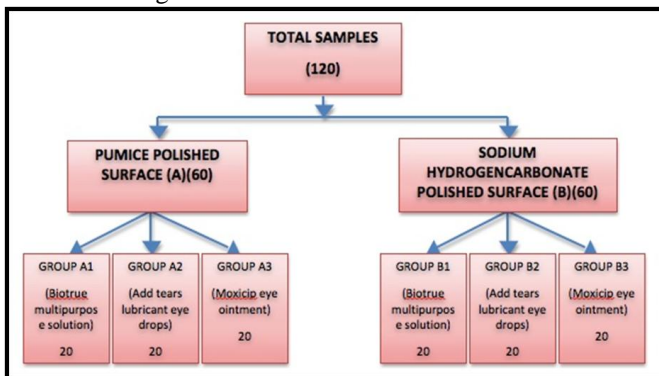 TOTAL SAMPLES
(120)
PUMICE POLISHED
SURFACE (A)(60)
SODIUM
HYDROGENCARBONATE
POLISHED SURFACE (B)(60)
GROUP A1
(Biotrue
multipurpos
e solution)
20
GROUP A2
(Add tears
lubricant eye
drops)
20
GROUP A3
(Moxicip eye
ointment)
20
GROUP B1
(Biotrue
multipurpos
e solution)
20
GROUP B2
(Add tears
lubricant eye
drops)
20
GROUP B3
(Moxicip eye
ointment)
20